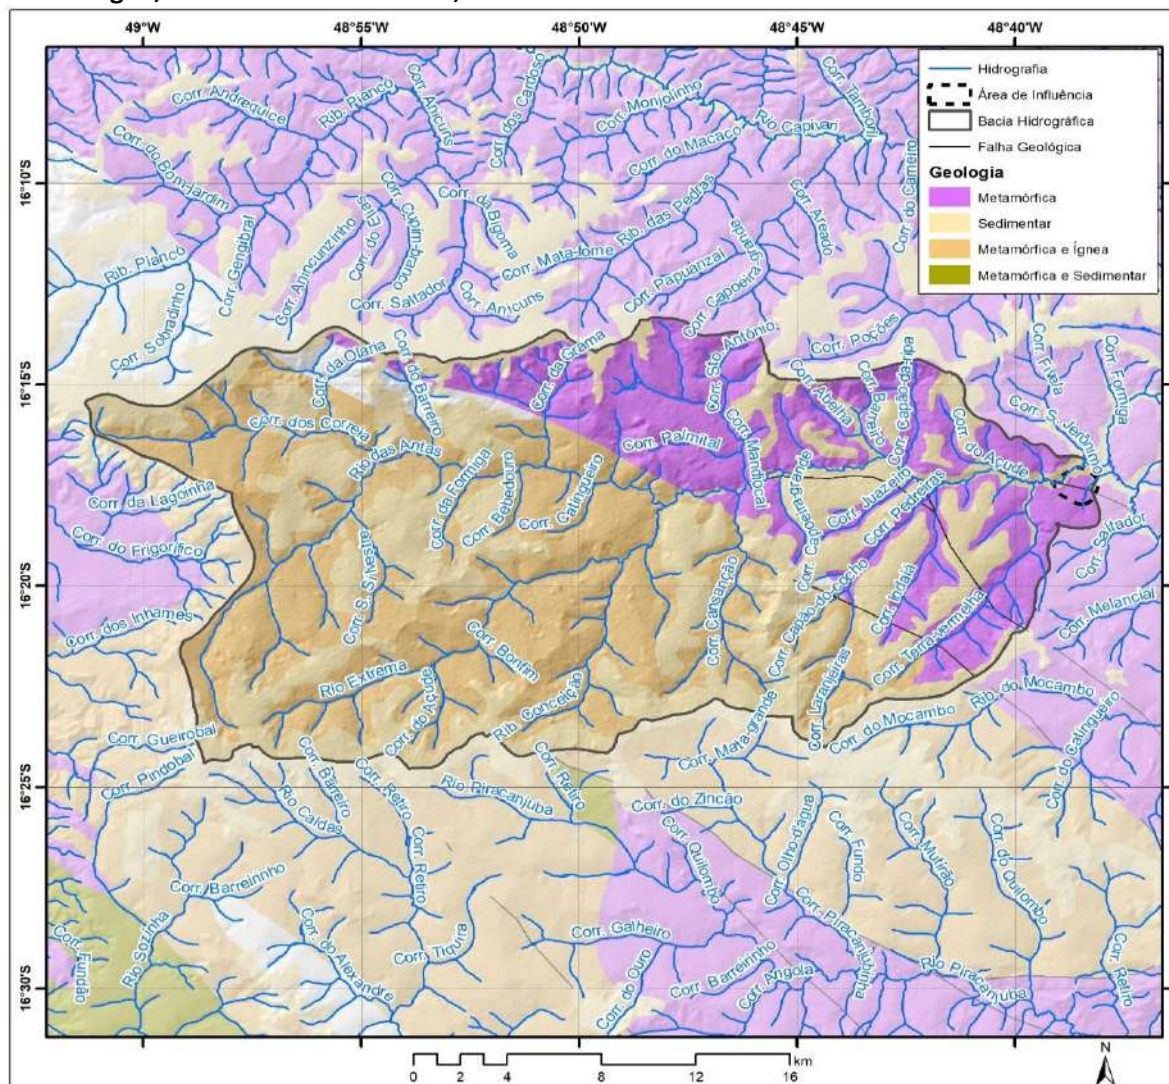 49°W 48°55'W 48°50'W 48°45'W 48°40'W
Hidrografia
Área de Influência
Bacia Hidrográfica
Falha Geológica
Geologia
Metamórfica
Sedimentar
Metamórfica e Ígnea
Metamórfica e Sedimentar
16°10'S
16°15'S
16°20'S
16°25'S
16°30'S
Corr. Andrequice
Rib. Piancó
Corr. Anicuns
Corr. dos Cardoso
Corr. Monjolinho
Rio Capivari
Corr. Tamboril
Corr. do Bom-jardim
Corr. do Macaco
Corr. do Carneiro
Corr. Gengibral
Corr. Cupim-branco
Corr. da Bigorna
Rib. das Pedras
Corr. Areado
Rib. Piancó
Corr. do Elias
Corr. Mata-fome
Corr. Papuanzal
Corr. Saltador
Corr. Anicuns
Corr. Sobradinho
Corr. Poções
Corr. da Olaria
Corr. do Barreiro
Corr. da Grama
Corr. Sto. Antônio
Corr. Abelha
Corr. Barreiro
Corr. Capão-da-ripa
Corr. Fivela
Corr. Formiga
Corr. S. Jerônimo
Corr. do Açude
Corr. dos Correia
Rio das Antas
Corr. Palmital
Corr. Mandiocal
Corr. da Lagoinha
Corr. da Formiga
Corr. Bebedouro
Corr. Catingueiro
Corr. Juazeiro
Corr. Pedreiras
Corr. do Frigorífico
Corr. S. Silvestre
Corr. Cansanção
Corr. Capão-do-cocho
Corr. Indaiá
Corr. Saltador
Corr. Melancial
Corr. dos Inhames
Corr. Terra-vermelha
Corr. Bonfim
Rio Extrema
Corr. do Açude
Rib. Conceição
Corr. Laranjeiras
Rib. do Mocambo
Corr. do Mocambo
Corr. Mata-grande
Corr. do Catingueiro
Corr. Gueirobal
Corr. Pindobal
Corr. Barreiro
Corr. Retiro
Rio Piracanjuba
Corr. Retiro
Rio Caldas
Corr. Retiro
Corr. do Zincão
Corr. Quilombo
Corr. Olho-d'água
Corr. Fundo
Corr. Mutirão
Corr. do Quilombo
Corr. Barreirinho
Rio Sozinha
Corr. do Alexandre
Corr. Tiquira
Corr. Galheiro
Corr. Piracanjubinha
Corr. Fundão
Corr. do Ouro
Corr. Barreirinho
Corr. Angola
Rio Piracanjuba
Corr. Retiro
0 2 4 8 12 16 km
N